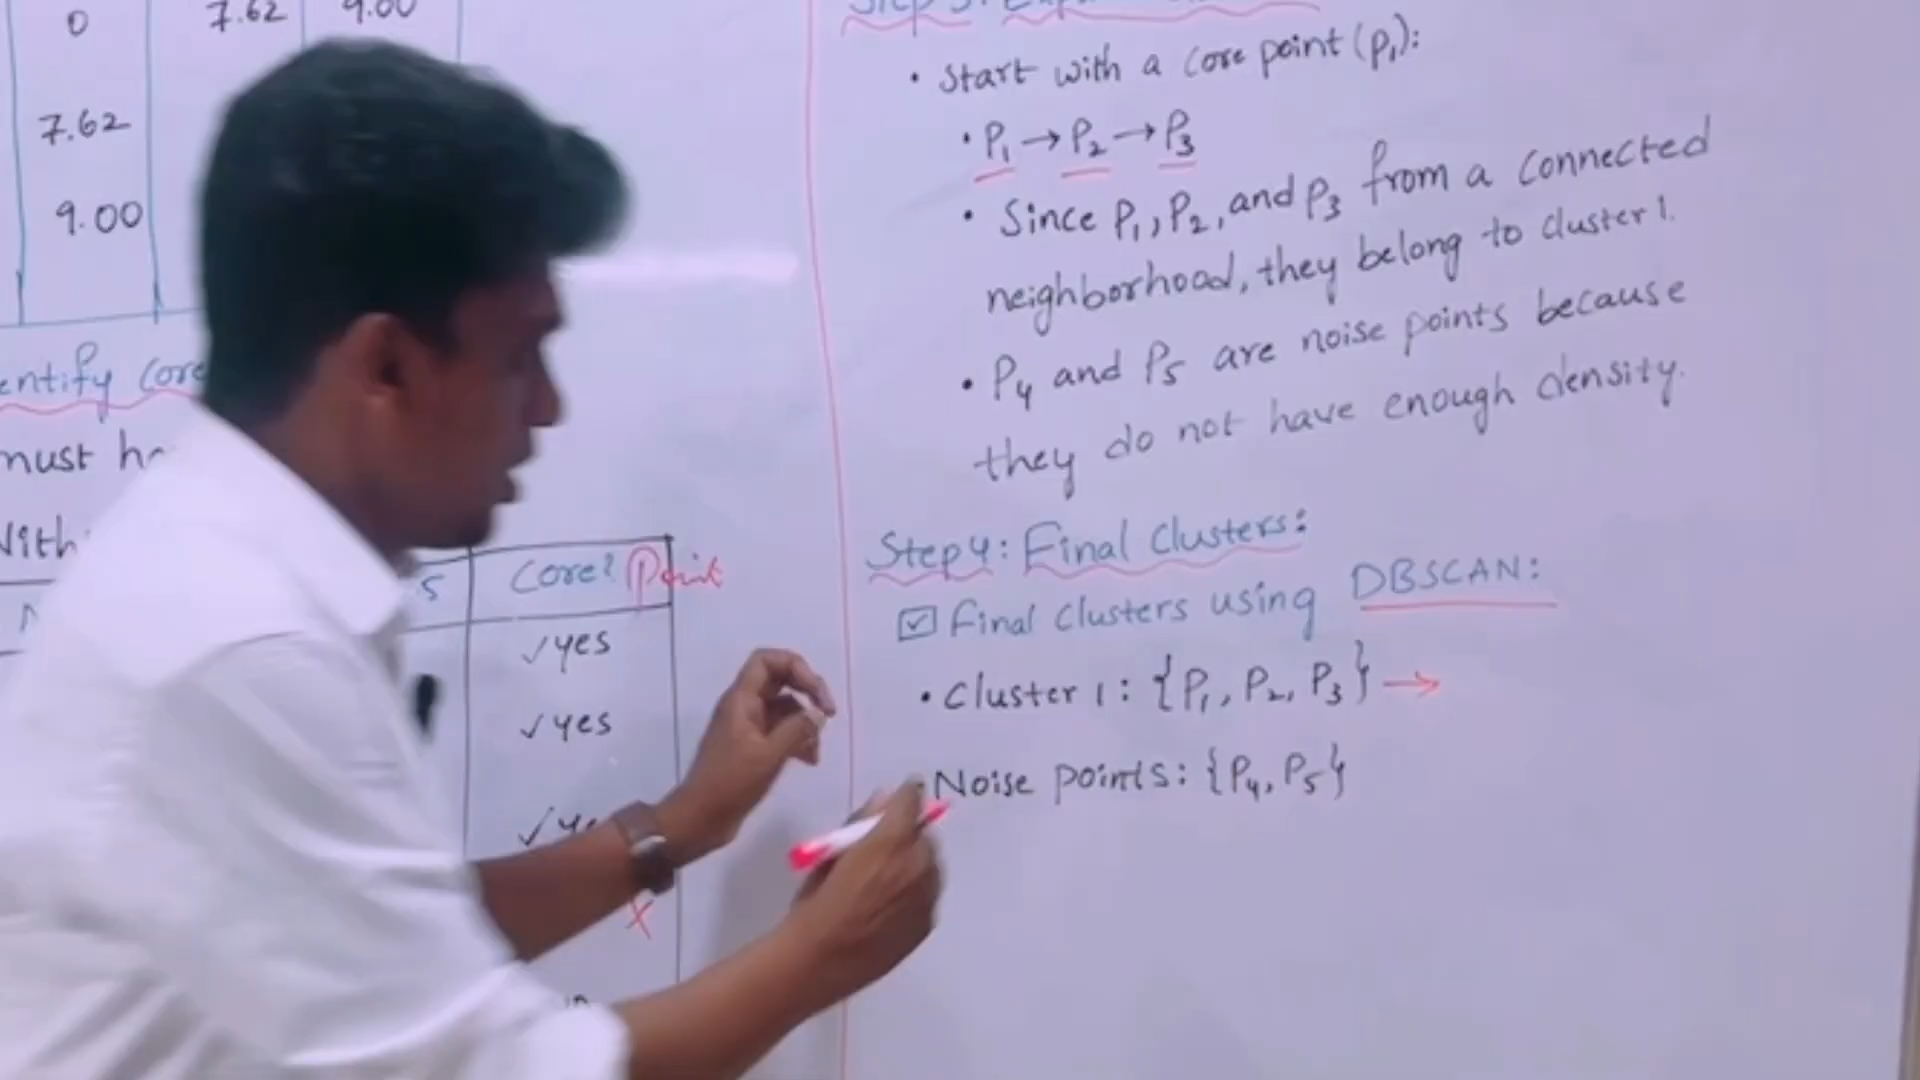 0 7.62 9.00
7.62
9.00
entify core
must
With
S Core? Point
✓yes
✓yes
✓ye
x
Step 3:
• Start with a core point (P₁):
• P₁ → P₂ → P₃
• Since P₁, P₂, and P₃ from a connected
neighborhood, they belong to cluster 1.
• P₄ and P₅ are noise points because
they do not have enough density.
Step 4: Final Clusters:
☑ Final Clusters using DBSCAN:
• Cluster 1: {P₁, P₂, P₃} →
• Noise points: {P₄, P₅}